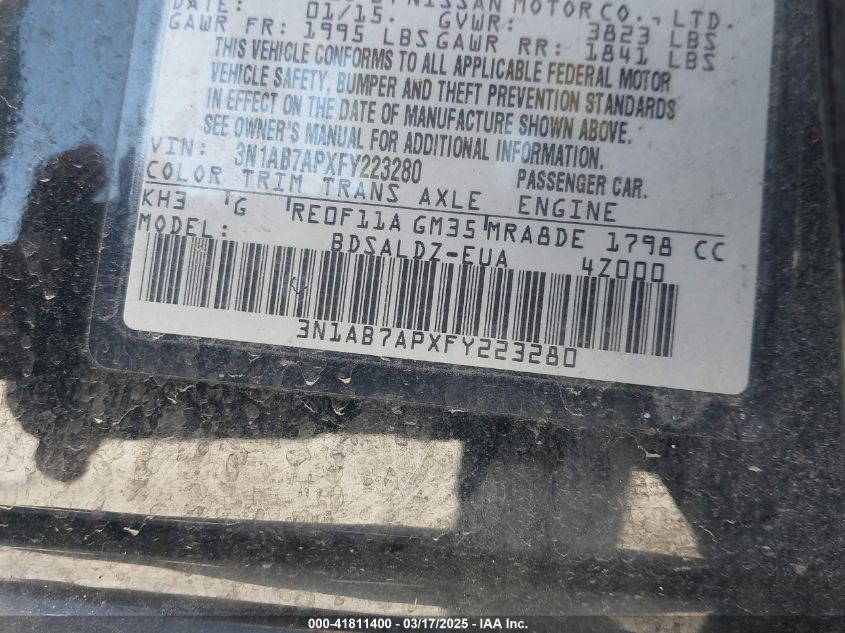 NISSAN MOTOR CO., LTD.
DATE: 01/15. GVWR: 3823 LBS
GAWR FR: 1995 LBS GAWR RR: 1841 LBS
THIS VEHICLE CONFORMS TO ALL APPLICABLE FEDERAL MOTOR
VEHICLE SAFETY, BUMPER AND THEFT PREVENTION STANDARDS
IN EFFECT ON THE DATE OF MANUFACTURE SHOWN ABOVE.
SEE OWNER'S MANUAL FOR ADDITIONAL INFORMATION.
VIN: 3N1AB7APXFY223280 PASSENGER CAR.
COLOR TRIM TRANS AXLE ENGINE
KH3 G RE0F11A GM35 MRA8DE 1798 CC
MODEL: BDSALDZ-EUA 4Z000
3N1AB7APXFY223280
000-41811400 - 03/17/2025 - www.iaai.com